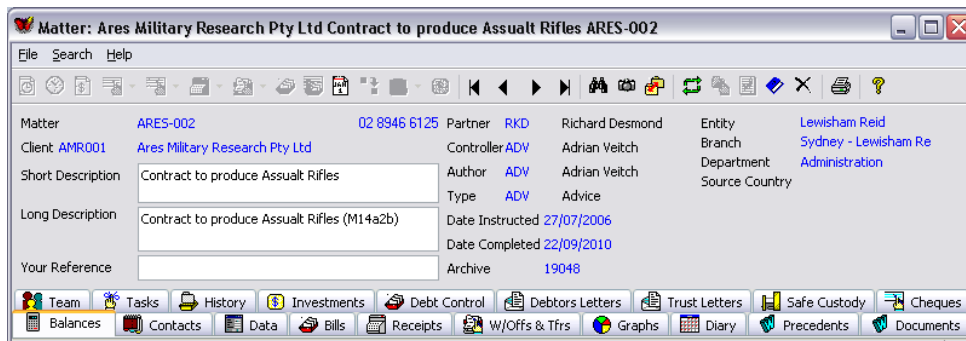 Matter: Ares Military Research Pty Ltd Contract to produce Assualt Rifles ARES-002
File Search Help
Matter ARES-002 02 8946 6125 Partner RKD Richard Desmond Entity Lewisham Reid
Client AMR001 Ares Military Research Pty Ltd Controller ADV Adrian Veitch Branch Sydney - Lewisham Re
Short Description Contract to produce Assualt Rifles Author ADV Adrian Veitch Department Administration
Type ADV Advice Source Country
Long Description Contract to produce Assualt Rifles (M14a2b) Date Instructed 27/07/2006
Date Completed 22/09/2010
Your Reference Archive 19048
Team Tasks History Investments Debt Control Debtors Letters Trust Letters Safe Custody Cheques
Balances Contacts Data Bills Receipts W/Offs & Tfrs Graphs Diary Precedents Documents